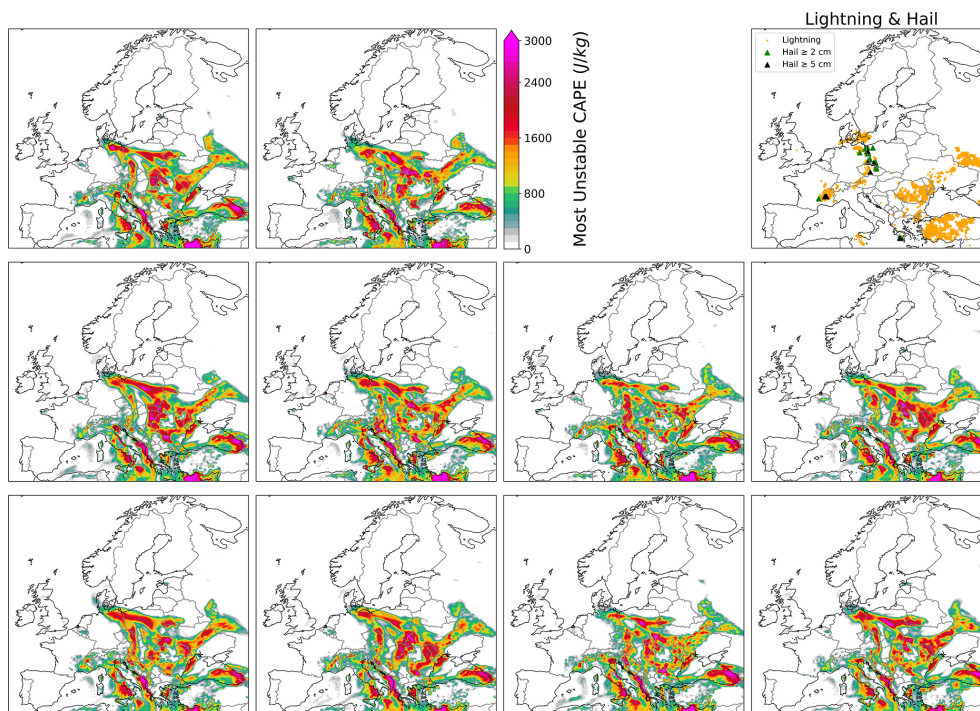 Lightning & Hail
Lightning
Hail ≥ 2 cm
Hail ≥ 5 cm
3000
2400
1600
800
0
Most Unstable CAPE (J/kg)